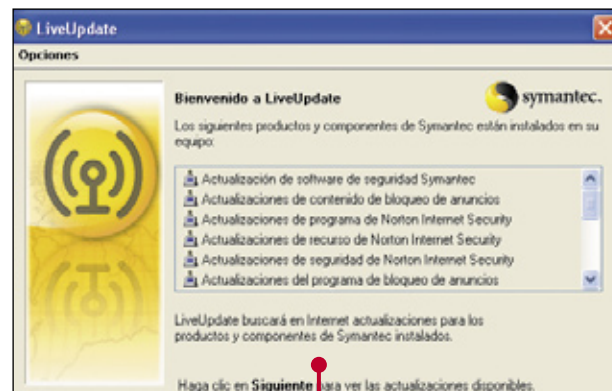 LiveUpdate
Opciones
Bienvenido a LiveUpdate
symantec.
Los siguientes productos y componentes de Symantec están instalados en su
equipo:
Actualización de software de seguridad Symantec
Actualizaciones de contenido de bloqueo de anuncios
Actualizaciones de programa de Norton Internet Security
Actualizaciones de recurso de Norton Internet Security
Actualizaciones de seguridad de Norton Internet Security
Actualizaciones del programa de bloqueo de anuncios
LiveUpdate buscará en Internet actualizaciones para los
productos y componentes de Symantec instalados.
Haga clic en Siguiente para ver las actualizaciones disponibles.